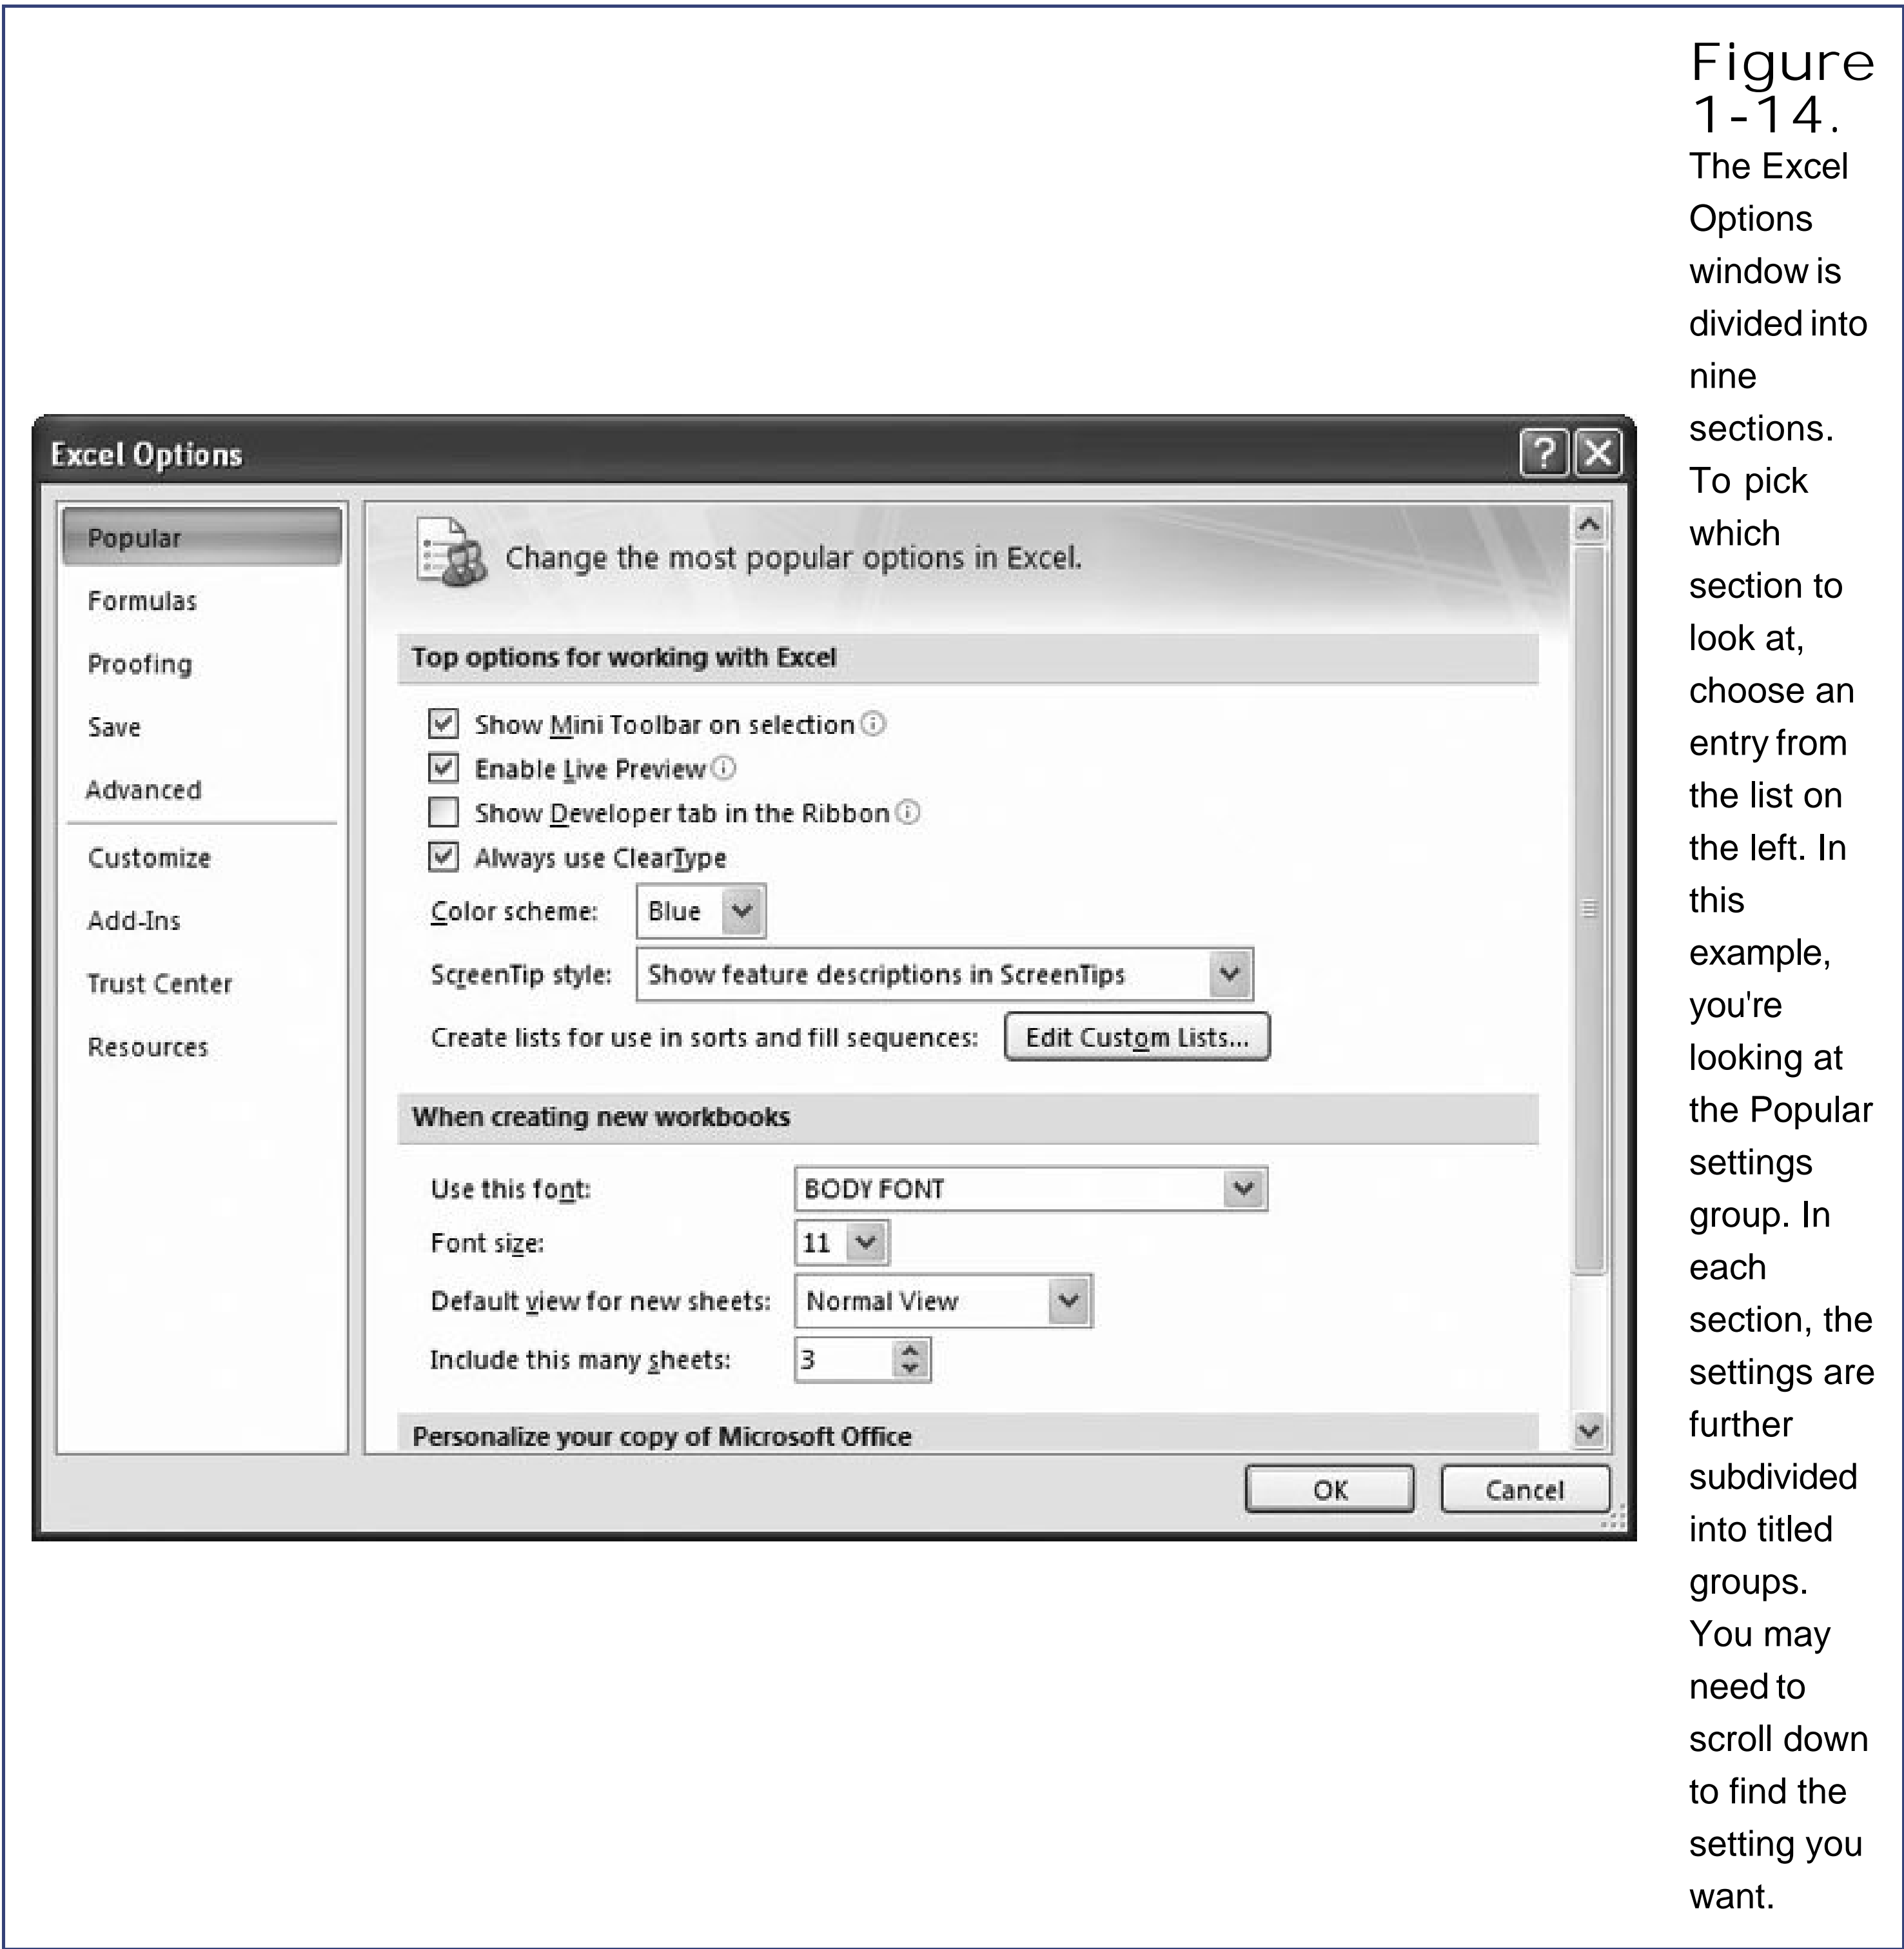 Figure
1-14.
The Excel
Options
window is
divided into
nine
sections.
To pick
which
section to
look at,
choose an
entry from
the list on
the left. In
this
example,
you're
looking at
the Popular
settings
group. In
each
section, the
settings are
further
subdivided
into titled
groups.
You may
need to
scroll down
to find the
setting you
want.
Excel Options
Popular
Formulas
Proofing
Save
Advanced
Customize
Add-Ins
Trust Center
Resources
Change the most popular options in Excel.
Top options for working with Excel
Show Mini Toolbar on selection
Enable Live Preview
Show Developer tab in the Ribbon
Always use ClearType
Color scheme: Blue
ScreenTip style: Show feature descriptions in ScreenTips
Create lists for use in sorts and fill sequences: Edit Custom Lists...
When creating new workbooks
Use this font: BODY FONT
Font size: 11
Default view for new sheets: Normal View
Include this many sheets: 3
Personalize your copy of Microsoft Office
OK Cancel